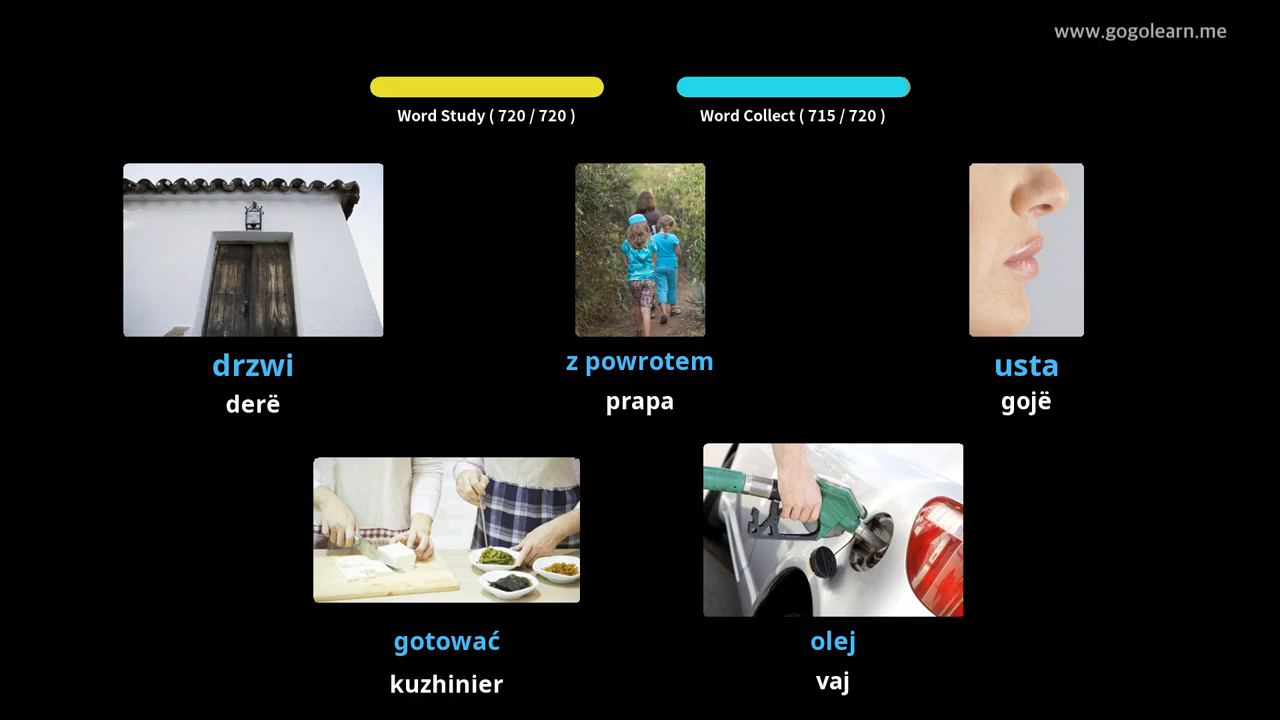 www.gogolearn.me
Word Study ( 720 / 720 )
Word Collect ( 715 / 720 )
drzwi
derë
z powrotem
prapa
usta
gojë
gotować
kuzhinier
olej
vaj